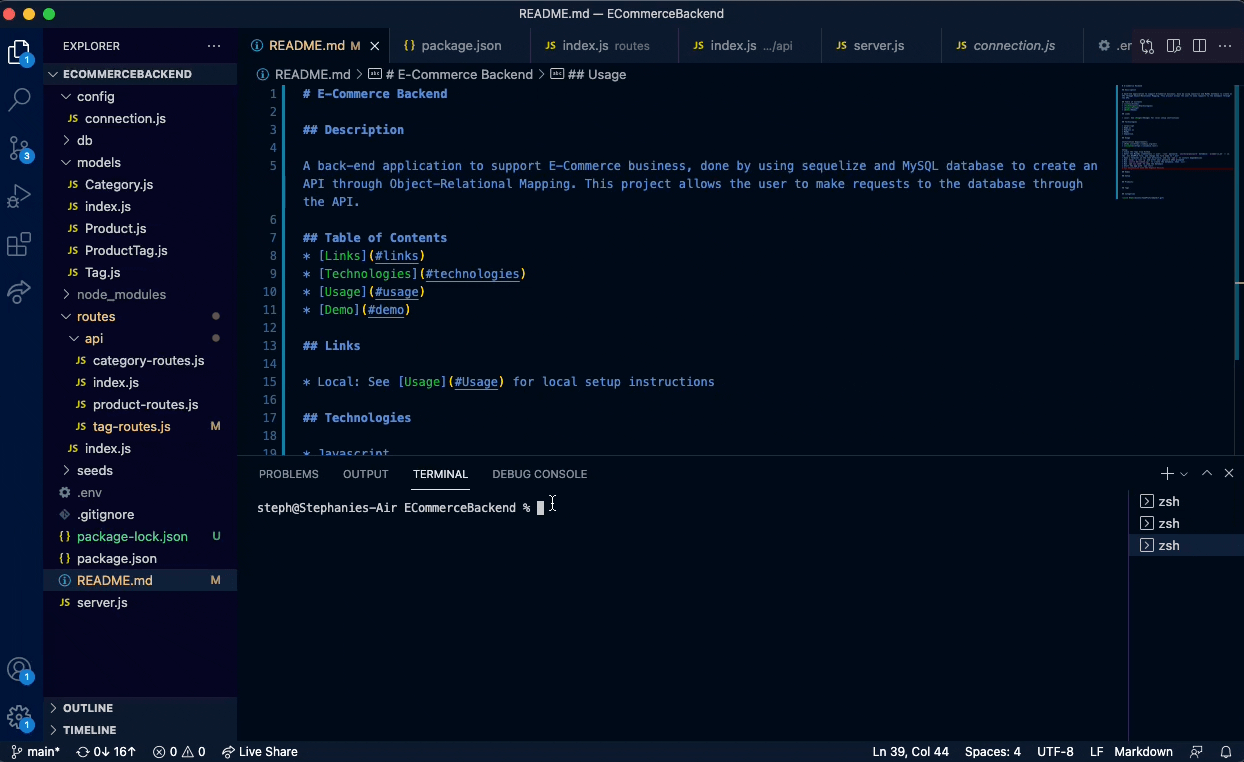 README.md — ECommerceBackend
EXPLORER
README.md M
{} package.json
JS index.js routes
JS index.js .../api
JS server.js
JS connection.js
.er
README.md > # E-Commerce Backend > ## Usage
ECOMMERCEBACKEND
config
JS connection.js
db
models
JS Category.js
JS index.js
JS Product.js
JS ProductTag.js
JS Tag.js
node_modules
routes
api
JS category-routes.js
JS index.js
JS product-routes.js
JS tag-routes.js M
JS index.js
seeds
.env
.gitignore
{} package-lock.json U
{} package.json
README.md M
JS server.js
OUTLINE
TIMELINE
1 # E-Commerce Backend
2
3 ## Description
4
5 A back-end application to support E-Commerce business, done by using sequelize and MySQL database to create an
API through Object-Relational Mapping. This project allows the user to make requests to the database through
the API.
6
7 ## Table of Contents
8 * [Links](#links)
9 * [Technologies](#technologies)
10 * [Usage](#usage)
11 * [Demo](#demo)
12
13 ## Links
14
15 * Local: See [Usage](#Usage) for local setup instructions
16
17 ## Technologies
18
19 * Javascript
PROBLEMS OUTPUT TERMINAL DEBUG CONSOLE
steph@Stephanies-Air ECommerceBackend %
zsh
zsh
zsh
1
3
1
1
main* 0↓ 16↑ 0 0 Live Share
Ln 39, Col 44 Spaces: 4 UTF-8 LF Markdown